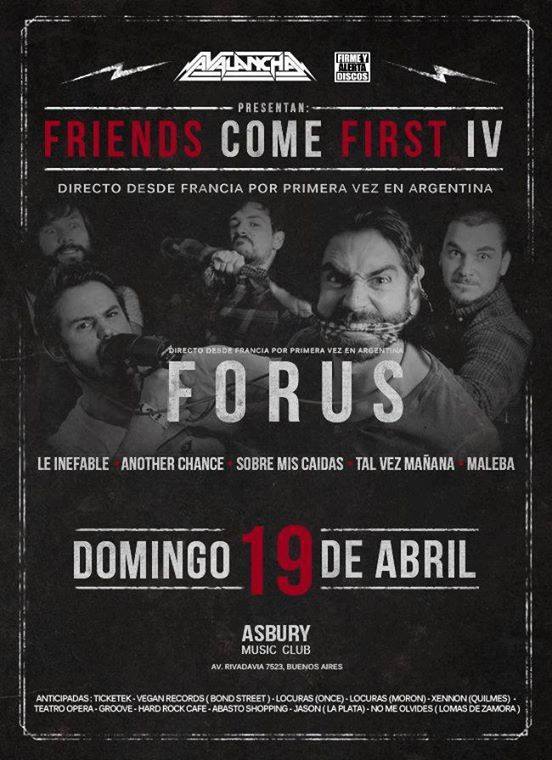 AVALANCHA
FIRME Y
ALERTA
DISCOS
PRESENTAN:
FRIENDS COME FIRST IV
DIRECTO DESDE FRANCIA POR PRIMERA VEZ EN ARGENTINA
DIRECTO DESDE FRANCIA POR PRIMERA VEZ EN ARGENTINA
FORUS
LE INEFABLE • ANOTHER CHANCE • SOBRE MIS CAIDAS • TAL VEZ MAÑANA • MALEBA
DOMINGO 19 DE ABRIL
ASBURY
MUSIC CLUB
AV. RIVADAVIA 7523, BUENOS AIRES
ANTICIPADAS : TICKETEK - VEGAN RECORDS ( BOND STREET ) - LOCURAS (ONCE) - LOCURAS (MORON) - XENNON (QUILMES) -
TEATRO OPERA - GROOVE - HARD ROCK CAFE - ABASTO SHOPPING - JASON ( LA PLATA) - NO ME OLVIDES ( LOMAS DE ZAMORA )